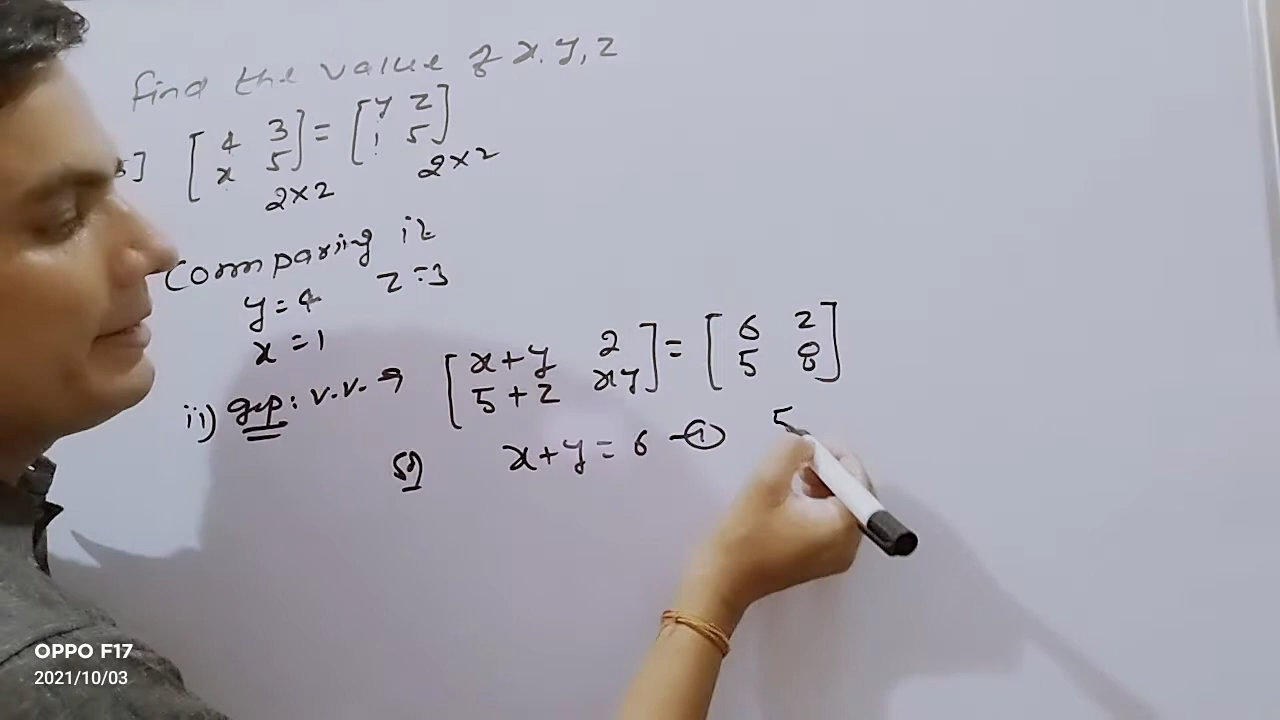 find the value of x, y, z
[4 3 = [y z
x 5] 1 5]
2×2 2×2
Comparing it
y = 4 z = 3
x = 1
ii) [x+y 2 = [6 2
5+z xy] 5 8]
x+y = 6 - ①
5
OPPO F17
2021/10/03